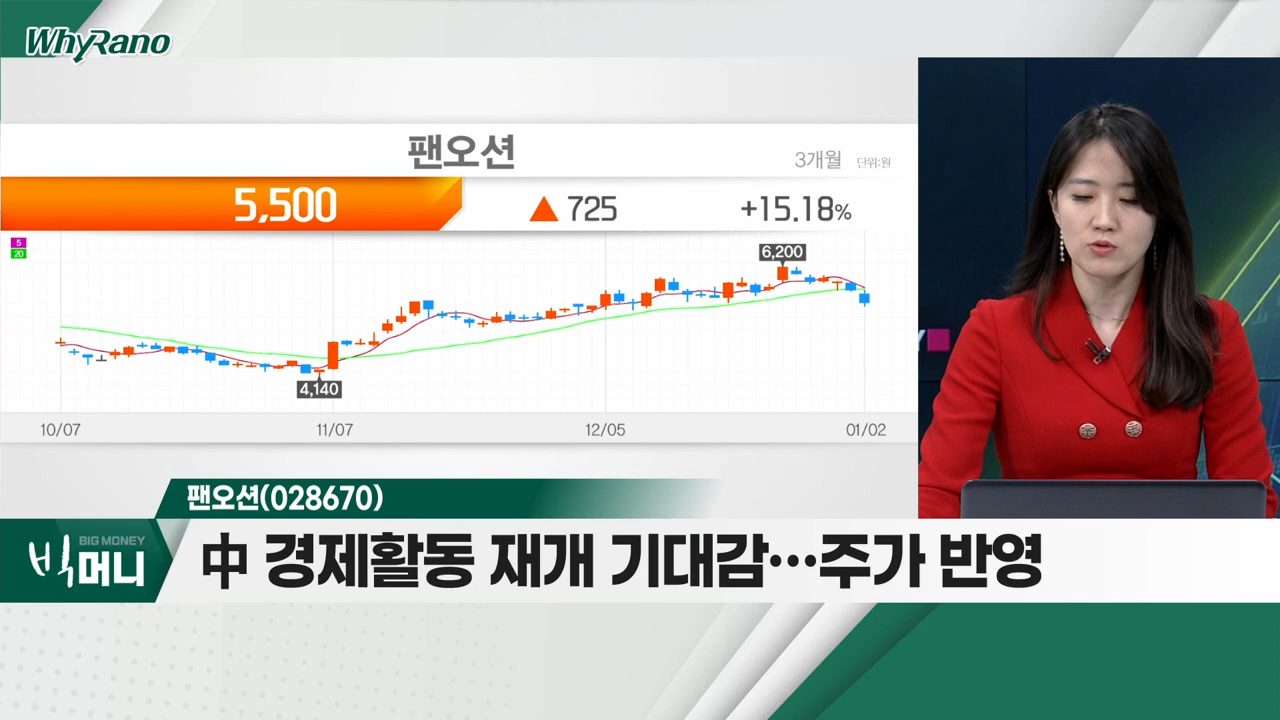 WhyRano
팬오션
3개월 단위:원
5,500 ▲ 725 +15.18%
5
20
6,200
4,140
10/07 11/07 12/05 01/02
팬오션(028670)
BIG MONEY
빅머니
中 경제활동 재개 기대감…주가 반영